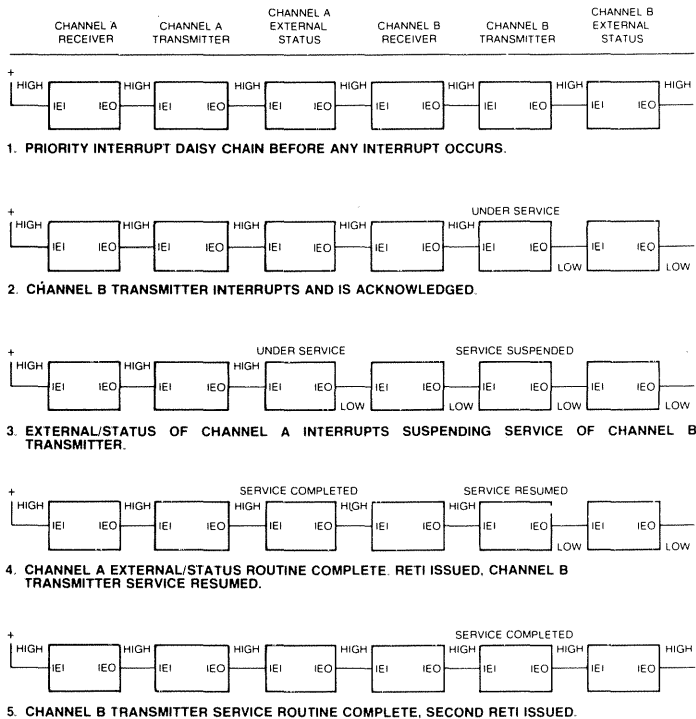 CHANNEL A RECEIVER
CHANNEL A TRANSMITTER
CHANNEL A EXTERNAL STATUS
CHANNEL B RECEIVER
CHANNEL B TRANSMITTER
CHANNEL B EXTERNAL STATUS
+
HIGH HIGH HIGH HIGH HIGH HIGH HIGH
IEI IEO IEI IEO IEI IEO IEI IEO IEI IEO IEI IEO
1. PRIORITY INTERRUPT DAISY CHAIN BEFORE ANY INTERRUPT OCCURS.
UNDER SERVICE
+
HIGH HIGH HIGH HIGH HIGH
IEI IEO IEI IEO IEI IEO IEI IEO IEI IEO IEI IEO
LOW LOW
2. CHANNEL B TRANSMITTER INTERRUPTS AND IS ACKNOWLEDGED.
UNDER SERVICE SERVICE SUSPENDED
+
HIGH HIGH HIGH
IEI IEO IEI IEO IEI IEO IEI IEO IEI IEO IEI IEO
LOW LOW LOW LOW
3. EXTERNAL/STATUS OF CHANNEL A INTERRUPTS SUSPENDING SERVICE OF CHANNEL B
TRANSMITTER.
SERVICE COMPLETED SERVICE RESUMED
+
HIGH HIGH HIGH HIGH HIGH
IEI IEO IEI IEO IEI IEO IEI IEO IEI IEO IEI IEO
LOW LOW
4. CHANNEL A EXTERNAL/STATUS ROUTINE COMPLETE. RETI ISSUED, CHANNEL B
TRANSMITTER SERVICE RESUMED.
SERVICE COMPLETED
+
HIGH HIGH HIGH HIGH HIGH HIGH HIGH
IEI IEO IEI IEO IEI IEO IEI IEO IEI IEO IEI IEO
5. CHANNEL B TRANSMITTER SERVICE ROUTINE COMPLETE, SECOND RETI ISSUED.